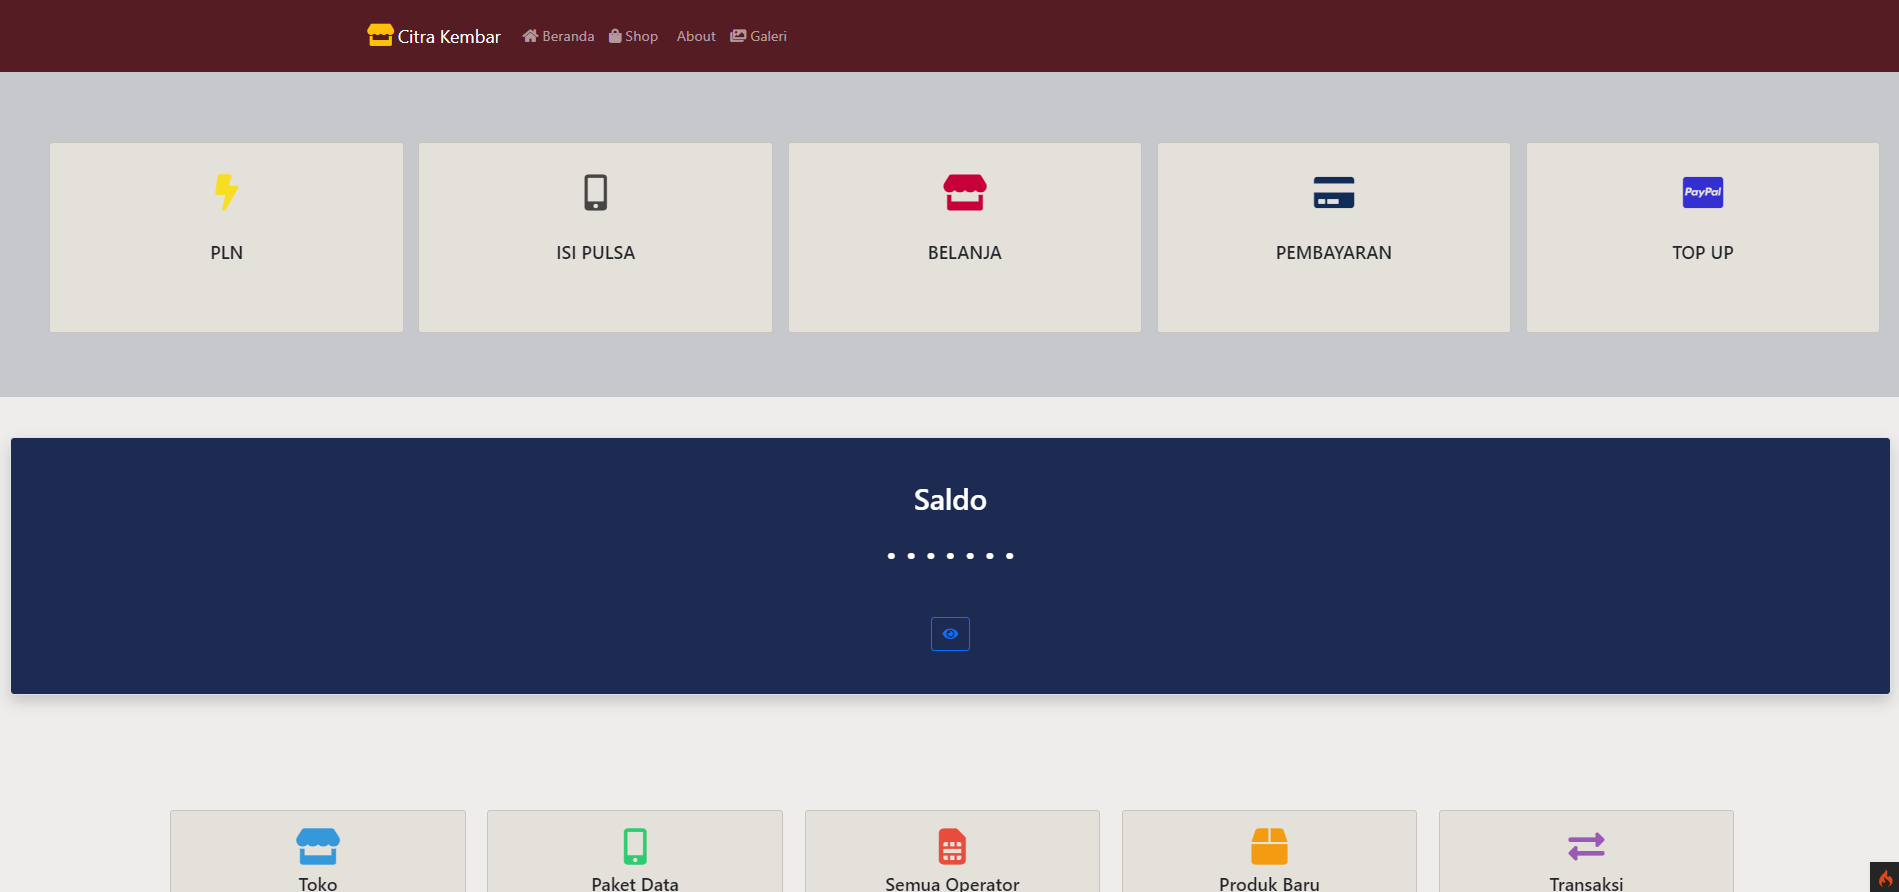 Citra Kembar Beranda Shop About Galeri
PLN
ISI PULSA
BELANJA
PEMBAYARAN
PayPal
TOP UP
Saldo
• • • • • • •
Toko
Paket Data
Semua Operator
Produk Baru
Transaksi